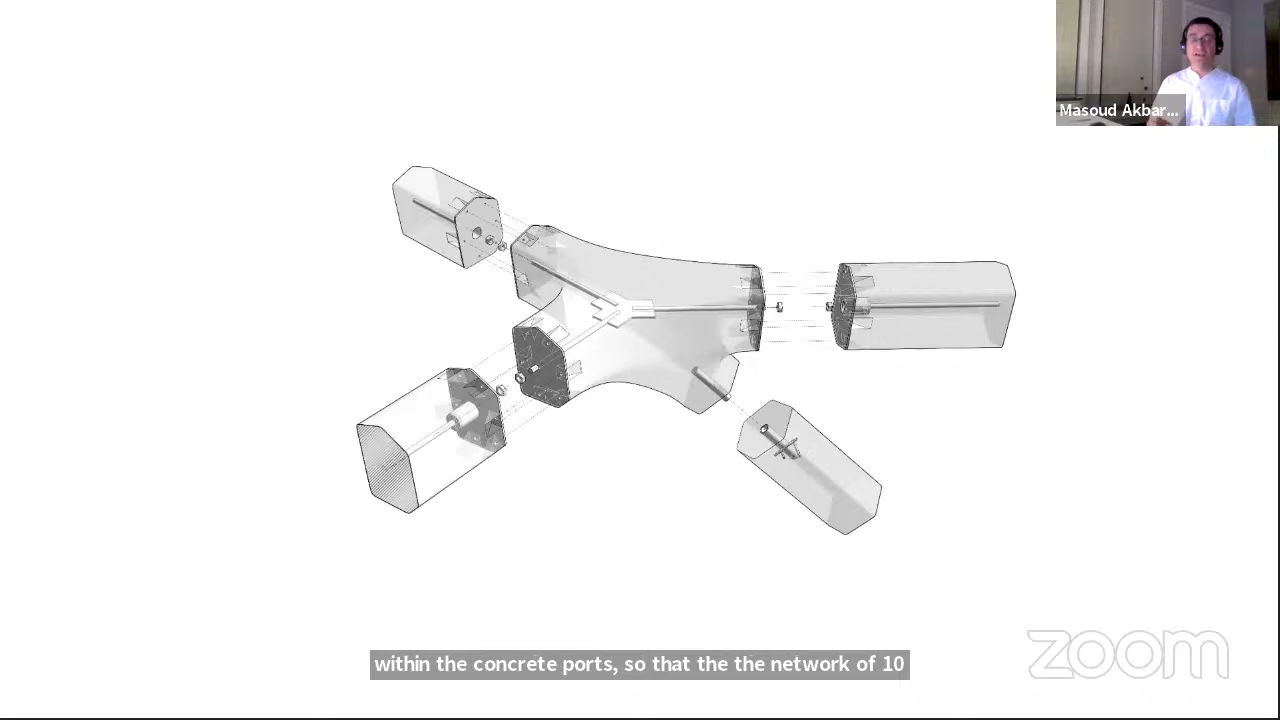 Masoud Akbar...
within the concrete ports, so that the the network of 10
zoom